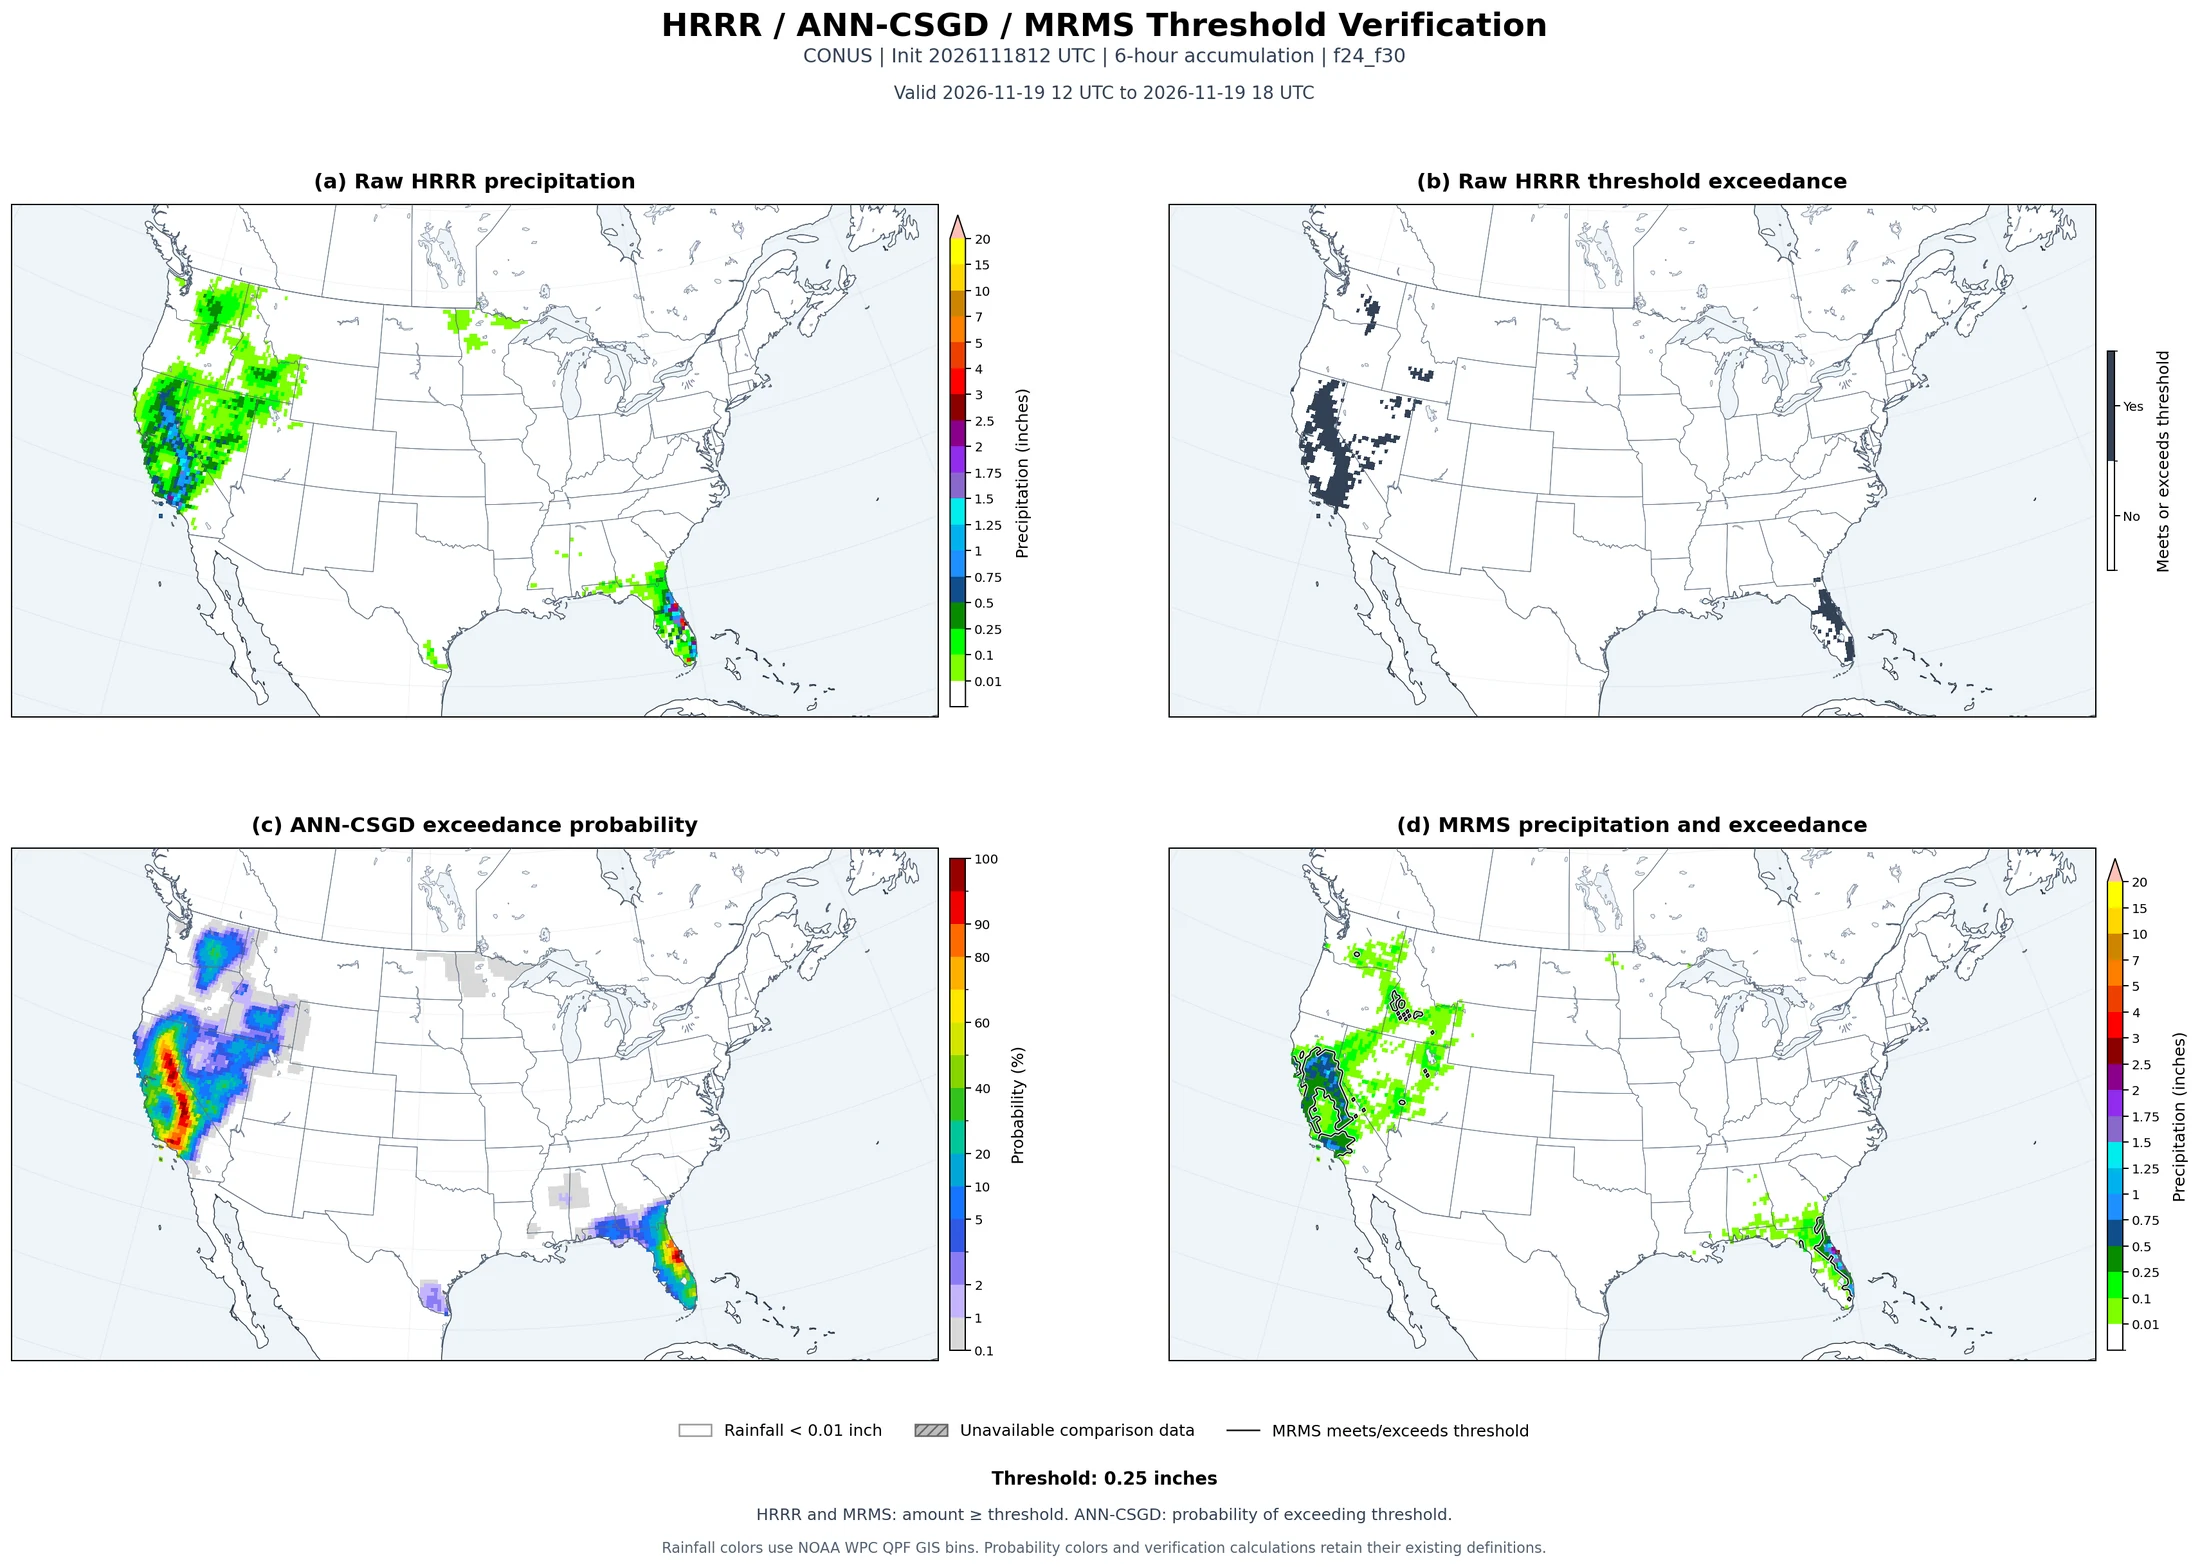 HRRR / ANN-CSGD / MRMS Threshold Verification
CONUS | Init 2026111812 UTC | 6-hour accumulation | f24_f30
Valid 2026-11-19 12 UTC to 2026-11-19 18 UTC
(a) Raw HRRR precipitation
20
15
10
7
5
4
3
2.5
2
1.75
1.5
1.25
1
0.75
0.5
0.25
0.1
0.01
Precipitation (inches)
(b) Raw HRRR threshold exceedance
Yes
No
Meets or exceeds threshold
(c) ANN-CSGD exceedance probability
100
90
80
60
40
20
10
5
2
1
0.1
Probability (%)
(d) MRMS precipitation and exceedance
20
15
10
7
5
4
3
2.5
2
1.75
1.5
1.25
1
0.75
0.5
0.25
0.1
0.01
Precipitation (inches)
Rainfall < 0.01 inch
Unavailable comparison data
MRMS meets/exceeds threshold
Threshold: 0.25 inches
HRRR and MRMS: amount ≥ threshold. ANN-CSGD: probability of exceeding threshold.
Rainfall colors use NOAA WPC QPF GIS bins. Probability colors and verification calculations retain their existing definitions.